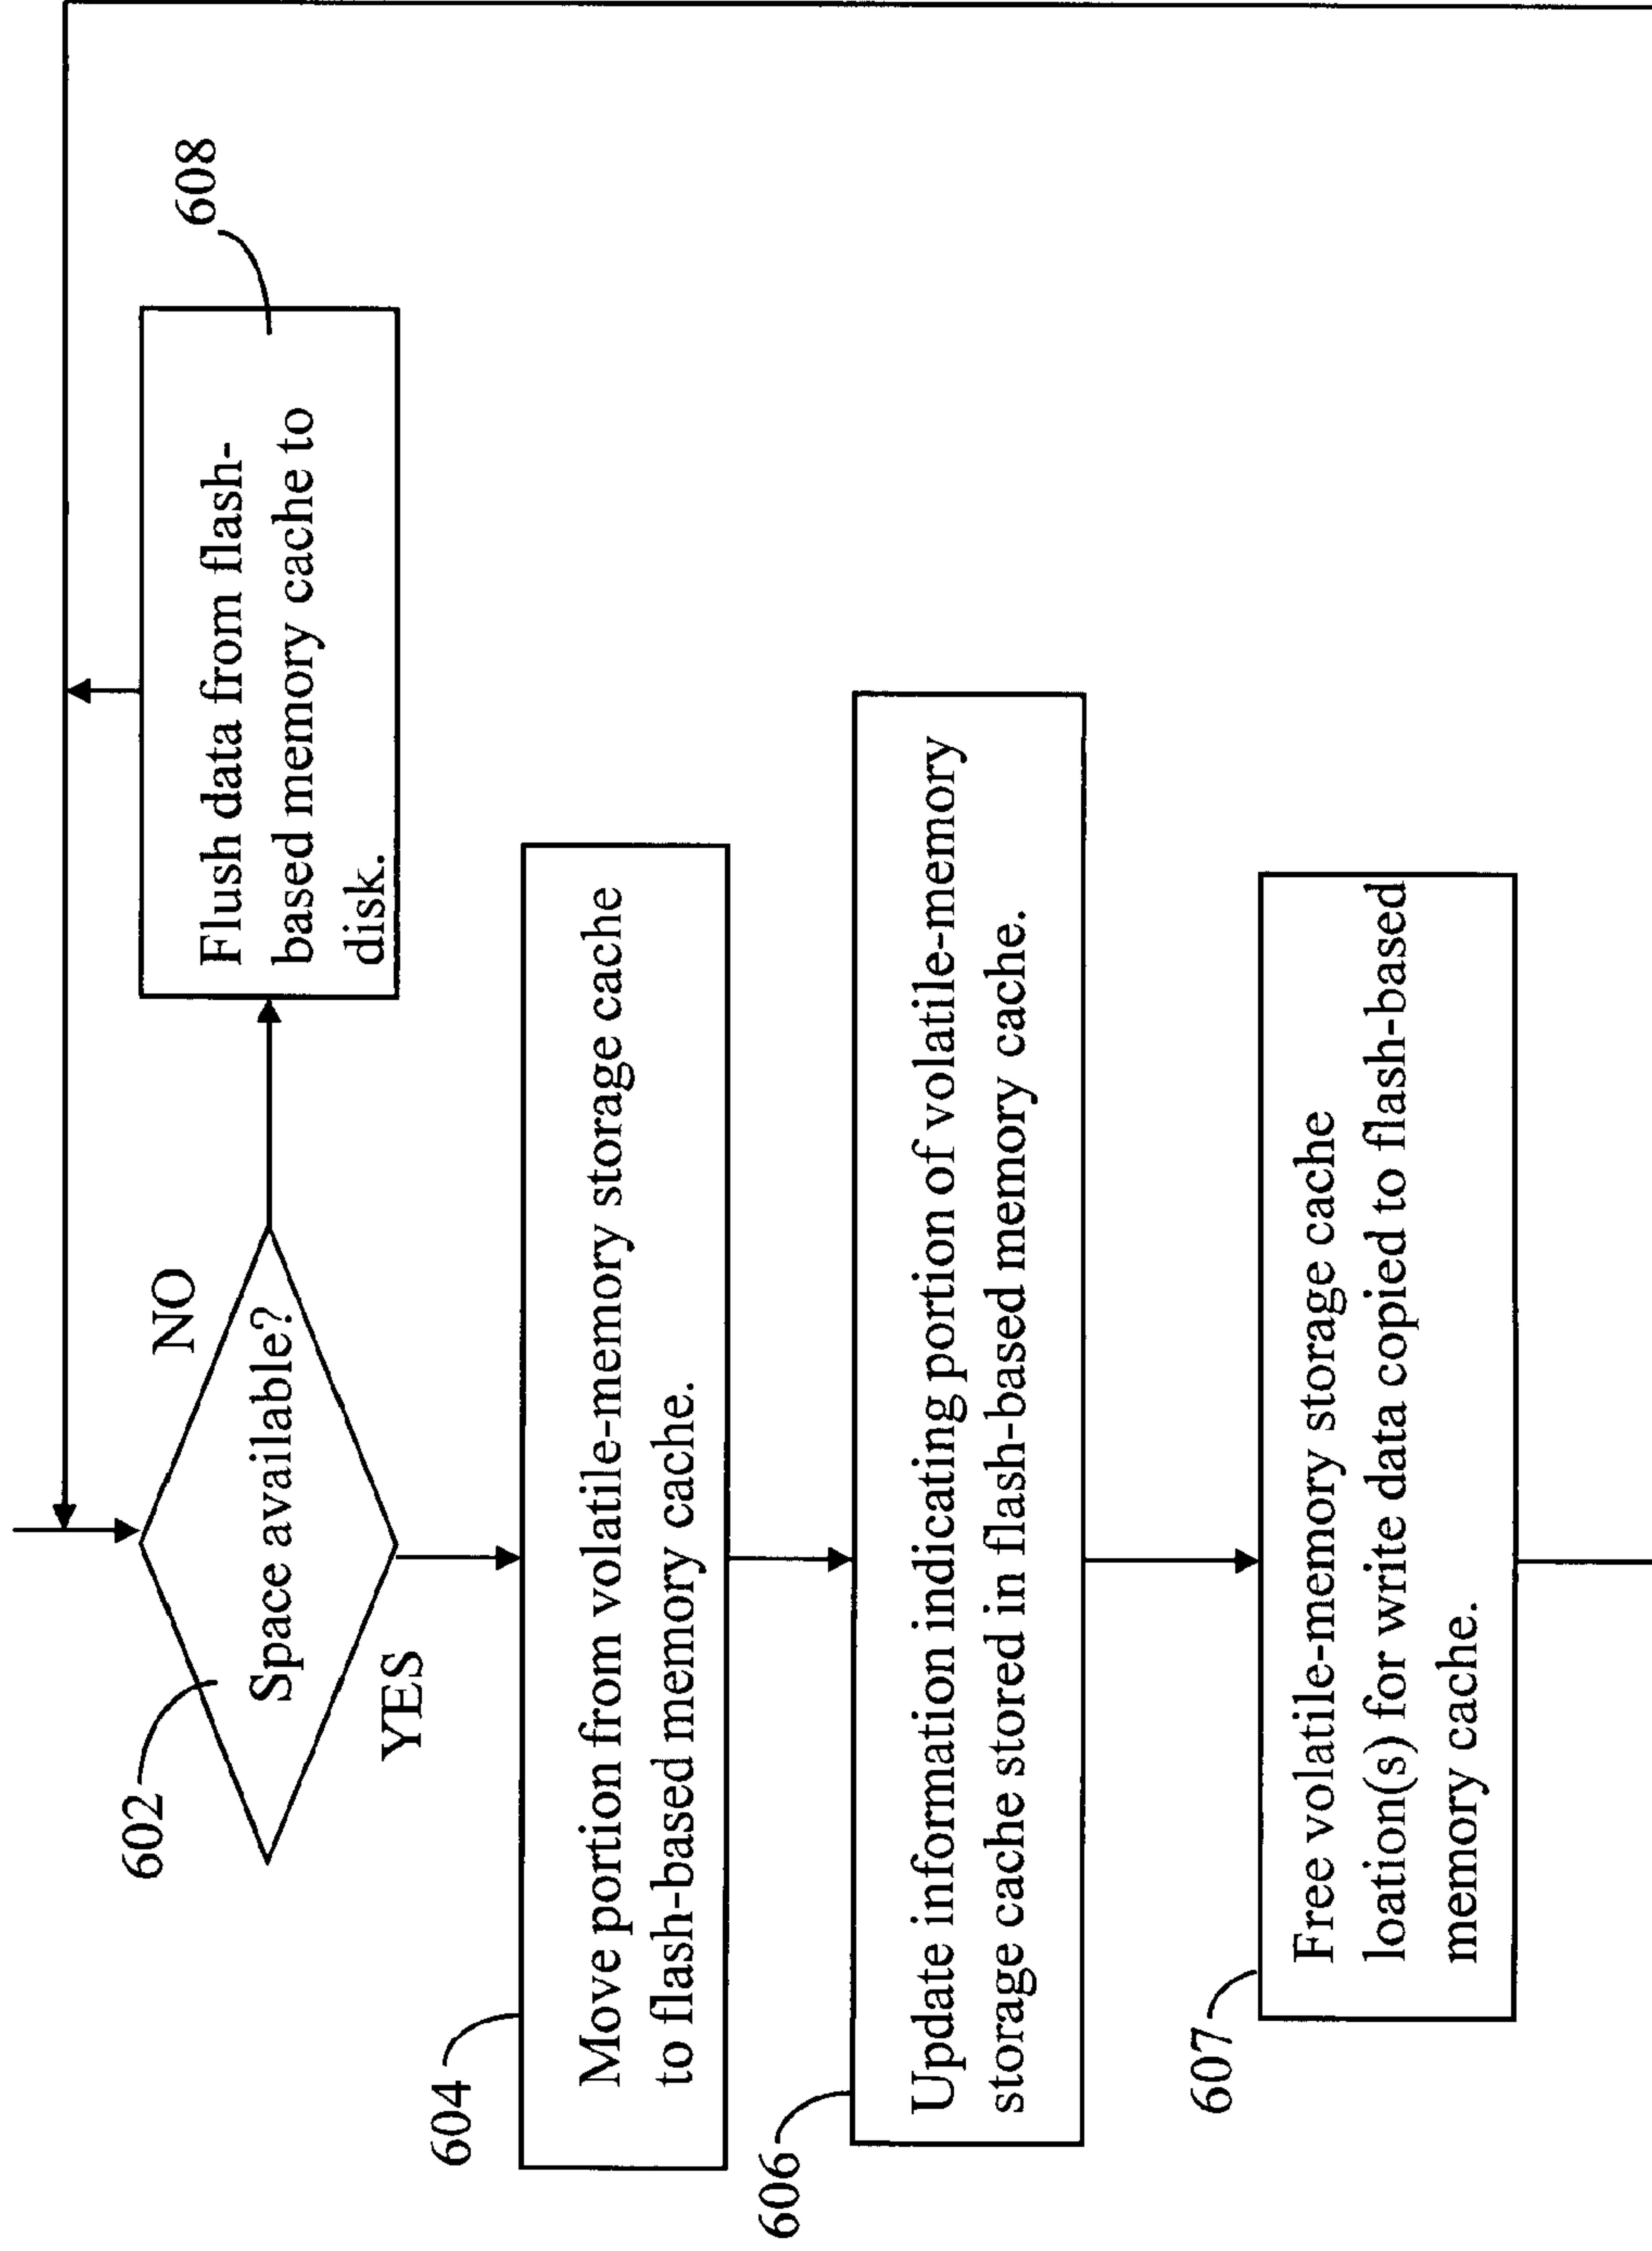 602
Space available?
NO
YES
608
Flush data from flash-
based memory cache to
disk.
604
Move portion from volatile-memory storage cache
to flash-based memory cache.
606
Update information indicating portion of volatile-memory
storage cache stored in flash-based memory cache.
607
Free volatile-memory storage cache
loation(s) for write data copied to flash-based
memory cache.